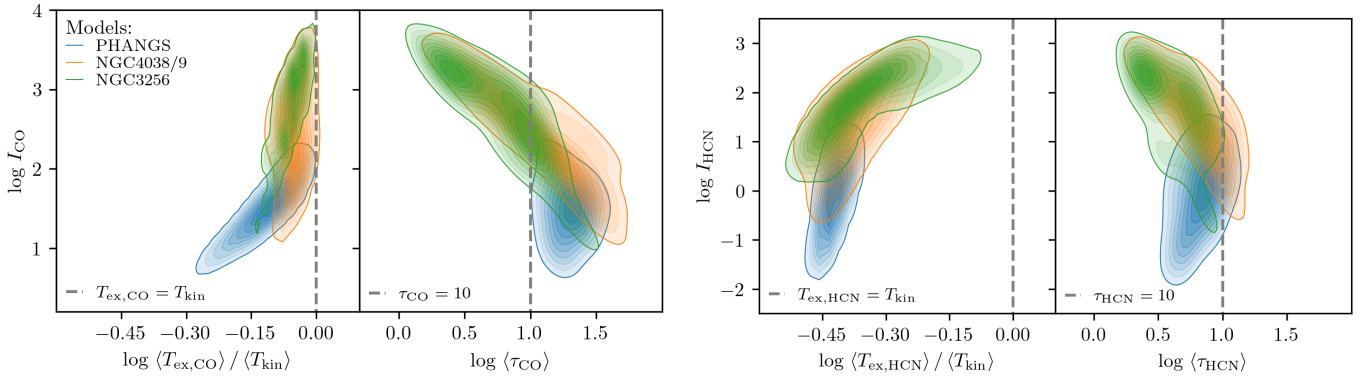 Models:
PHANGS
NGC4038/9
NGC3256
log I_CO
4
3
2
1
T_ex,CO = T_kin
−0.45 −0.30 −0.15 0.00
log ⟨T_ex,CO⟩ / ⟨T_kin⟩
τ_CO = 10
0.0 0.5 1.0 1.5
log ⟨τ_CO⟩
log I_HCN
3
2
1
0
−1
−2
T_ex,HCN = T_kin
−0.45 −0.30 −0.15 0.00
log ⟨T_ex,HCN⟩ / ⟨T_kin⟩
τ_HCN = 10
0.0 0.5 1.0 1.5
log ⟨τ_HCN⟩